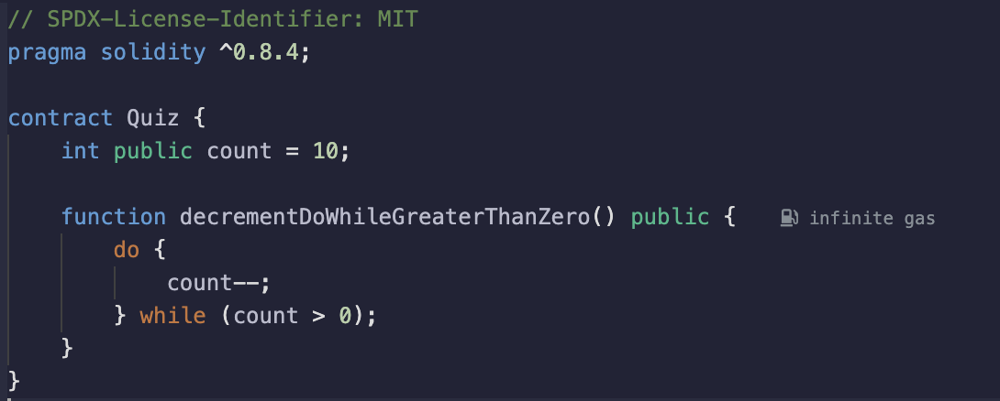 // SPDX-License-Identifier: MIT
pragma solidity ^0.8.4;

contract Quiz {
    int public count = 10;

    function decrementDoWhileGreaterThanZero() public {    infinite gas
        do {
            count--;
        } while (count > 0);
    }
}